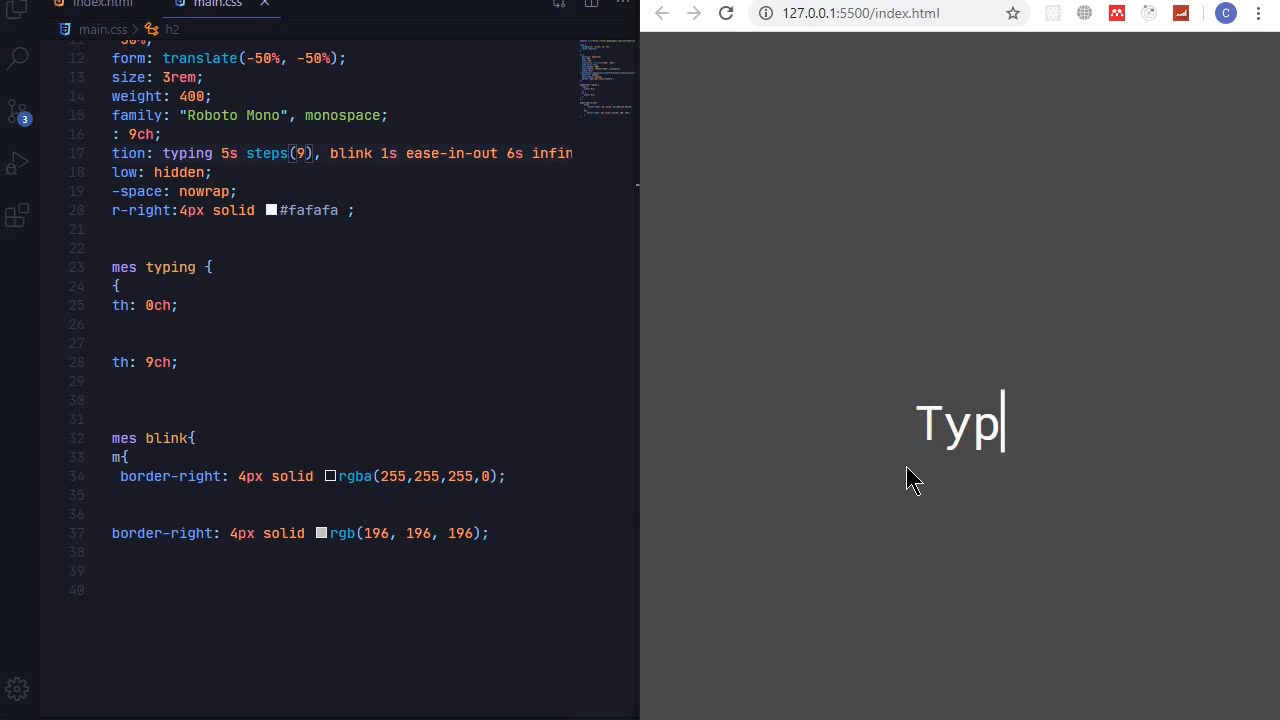 index.html
main.css
main.css > h2
11 50%;
12 form: translate(-50%, -50%);
13 size: 3rem;
14 weight: 400;
15 family: "Roboto Mono", monospace;
16 : 9ch;
17 tion: typing 5s steps(9), blink 1s ease-in-out 6s infin
18 low: hidden;
19 -space: nowrap;
20 r-right:4px solid #fafafa ;
21
22
23 mes typing {
24 {
25 th: 0ch;
26
27
28 th: 9ch;
29
30
31
32 mes blink{
33 m{
34 border-right: 4px solid rgba(255,255,255,0);
35
36
37 border-right: 4px solid rgb(196, 196, 196);
38
39
40
3
127.0.0.1:5500/index.html
C
Typ